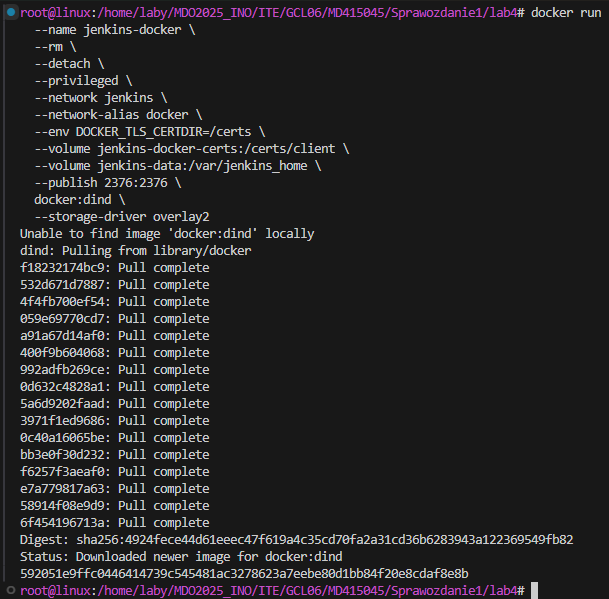 root@linux:/home/laby/MDO2025_INO/ITE/GCL06/MD415045/Sprawozdanie1/lab4# docker run
--name jenkins-docker \
--rm \
--detach \
--privileged \
--network jenkins \
--network-alias docker \
--env DOCKER_TLS_CERTDIR=/certs \
--volume jenkins-docker-certs:/certs/client \
--volume jenkins-data:/var/jenkins_home \
--publish 2376:2376 \
docker:dind \
--storage-driver overlay2
Unable to find image 'docker:dind' locally
dind: Pulling from library/docker
f18232174bc9: Pull complete
532d671d7887: Pull complete
4f4fb700ef54: Pull complete
059e69770cd7: Pull complete
a91a67d14af0: Pull complete
400f9b604068: Pull complete
992adfb269ce: Pull complete
0d632c4828a1: Pull complete
5a6d9202faad: Pull complete
3971f1ed9686: Pull complete
0c40a16065be: Pull complete
bb3e0f30d232: Pull complete
f6257f3aeaf0: Pull complete
e7a779817a63: Pull complete
58914f08e9d9: Pull complete
6f454196713a: Pull complete
Digest: sha256:4924fece44d61eeec47f619a4c35cd70fa2a31cd36b6283943a122369549fb82
Status: Downloaded newer image for docker:dind
592051e9ffc0446414739c545481ac3278623a7eebe80d1bb84f20e8cdaf8e8b
root@linux:/home/laby/MDO2025_INO/ITE/GCL06/MD415045/Sprawozdanie1/lab4#